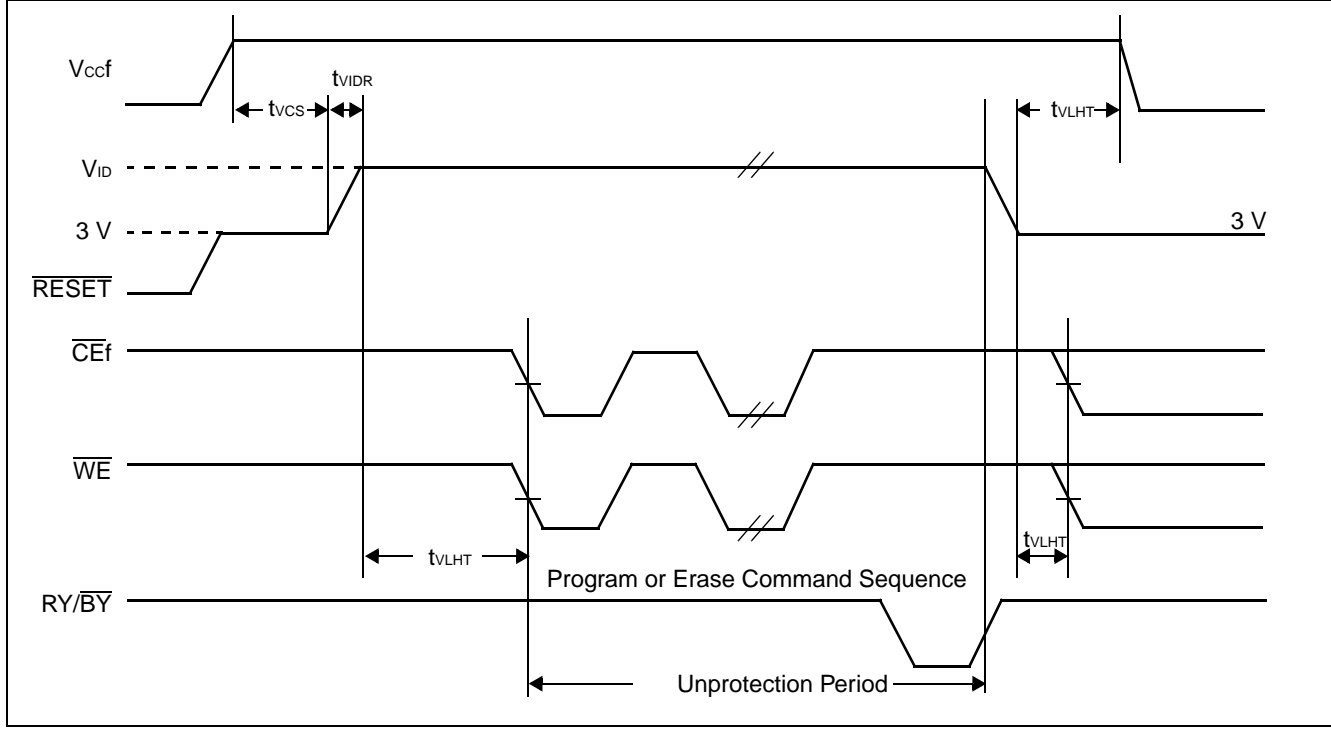 Vccf
tVIDR
tVCS
tVLHT
VID
3 V
3 V
RESET
CEf
WE
tVLHT
tVLHT
Program or Erase Command Sequence
RY/BY
Unprotection Period